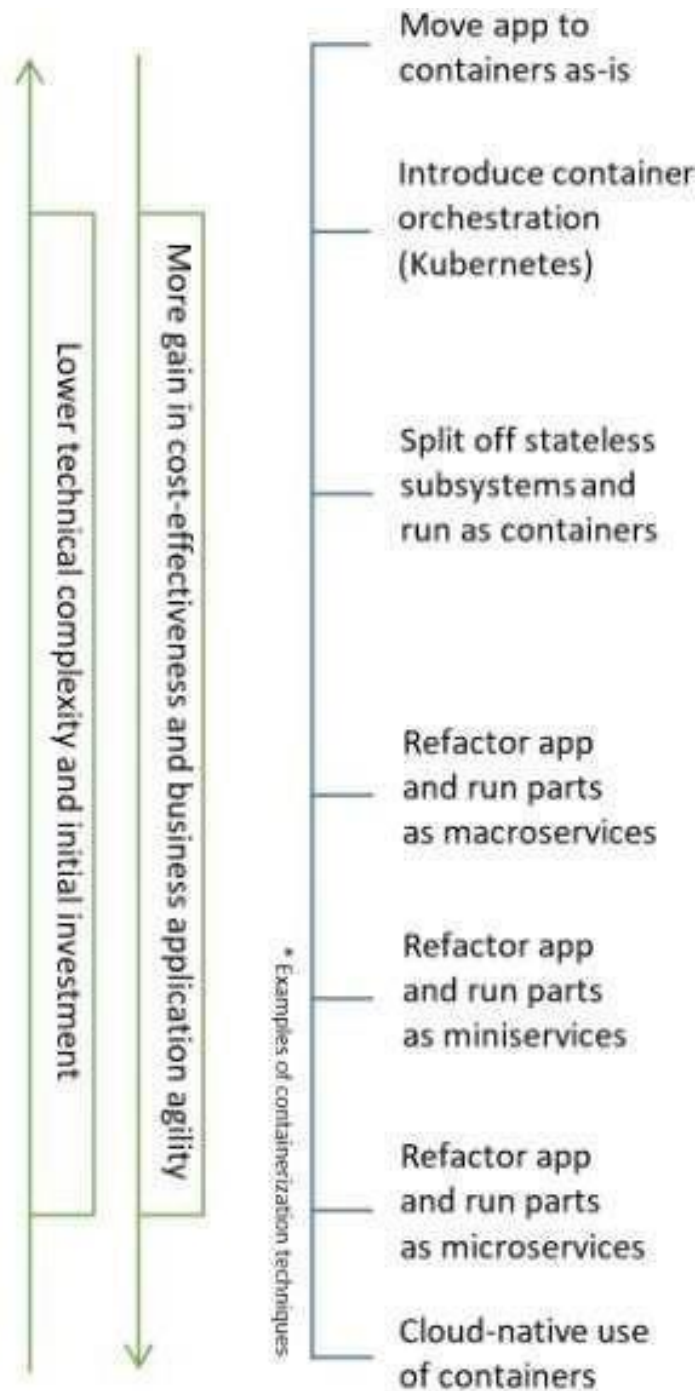 Lower technical complexity and initial investment
More gain in cost-effectiveness and business application agility
* Examples of containerization techniques
Move app to
containers as-is
Introduce container
orchestration
(Kubernetes)
Split off stateless
subsystems and
run as containers
Refactor app
and run parts
as macroservices
Refactor app
and run parts
as miniservices
Refactor app
and run parts
as microservices
Cloud-native use
of containers